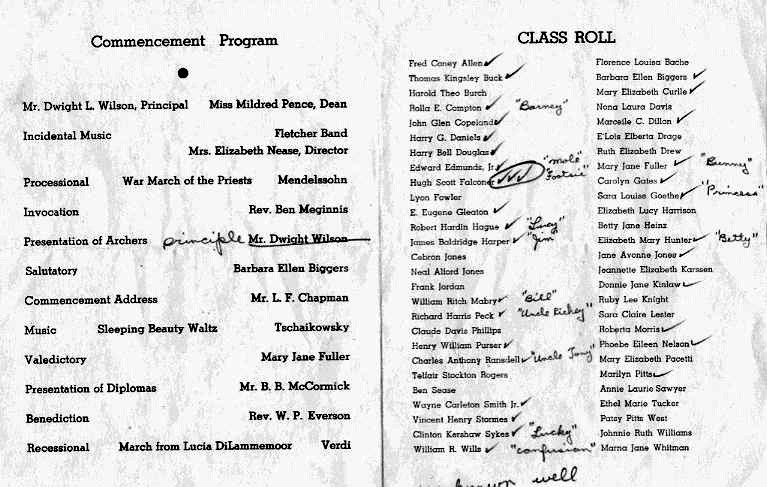 Commencement Program
Mr. Dwight L. Wilson, Principal Miss Mildred Pence, Dean
Incidental Music Fletcher Band
Mrs. Elizabeth Nease, Director
Processional War March of the Priests Mendelssohn
Invocation Rev. Ben Meginnis
Presentation of Archers principle Mr. Dwight Wilson
Salutatory Barbara Ellen Biggers
Commencement Address Mr. L. F. Chapman
Music Sleeping Beauty Waltz Tschaikowsky
Valedictory Mary Jane Fuller
Presentation of Diplomas Mr. B. B. McCormick
Benediction Rev. W. P. Everson
Recessional March from Lucia DiLammemoor Verdi
CLASS ROLL
Fred Caney Allen
Thomas Kingsley Buck
Harold Theo Burch
Rolla E. Compton "Barney"
John Glen Copeland
Harry G. Daniels
Harry Bell Douglas
Edward Edmunds, Jr. "mole"
Hugh Scott Falconer "Footsie"
Lyon Fowler
E. Eugene Gleaton
Robert Hardin Hague "Lucy"
James Boldridge Harper "Jim"
Cebron Jones
Neal Aliord Jones
Frank Jordan
William Ritch Mabry "Bill"
Richard Harris Peck "Uncle Richey"
Claude Davis Phillips
Henry William Purser
Charles Anthony Ransdell "Uncle Tony"
Telfair Stockton Rogers
Ben Sease
Wayne Carleton Smith Jr.
Vincent Henry Stormes
Clinton Kershaw Sykes "Lucky"
William R. Wills "confusion"
Florence Louisa Bache
Barbara Ellen Biggers
Mary Elizabeth Curlle
Nona Laura Davis
Marceile C. Dillon
E'Lois Elberta Drage
Ruth Elizabeth Drew
Mary Jane Fuller "Bunny"
Carolyn Gates
Sara Louise Goethe "Princess"
Elizabeth Lucy Harrison
Betty Jane Heinz
Elizabeth Mary Hunter "Betty"
Jane Avonne Jones
Jeannette Elizabeth Karssen
Donnie Jane Kinlaw
Ruby Lee Knight
Sara Claire Lester
Roberta Morris
Phoebe Eileen Nelson
Mary Elizabeth Pacetti
Marilyn Pitts
Annie Laurie Sawyer
Ethel Marie Tucker
Patsy Pitts West
Johnnie Ruth Williams
Marna Jane Whitman
known well